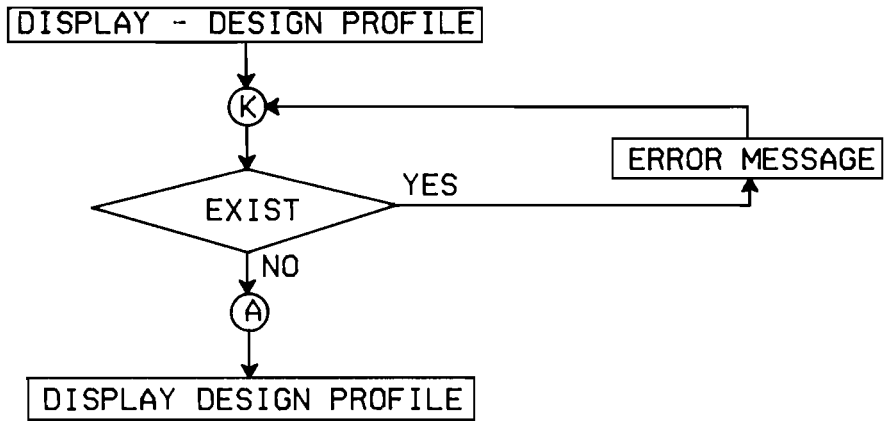 DISPLAY - DESIGN PROFILE
K
ERROR MESSAGE
YES
EXIST
NO
A
DISPLAY DESIGN PROFILE